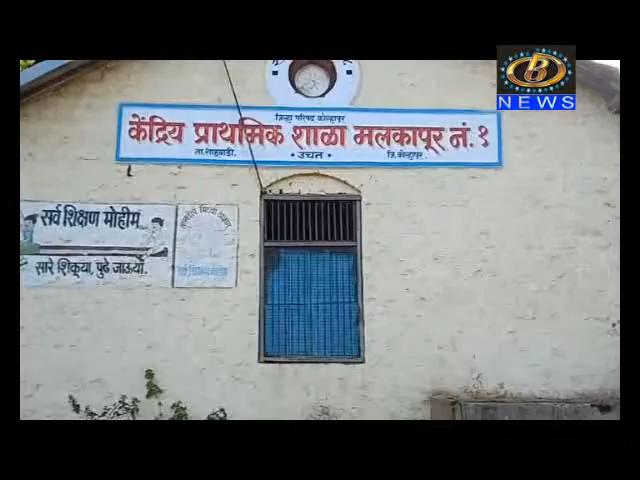 B
NEWS
जिल्हा परिषद कोल्हापूर
केंद्रिय प्राथमिक शाळा मलकापूर नं. १
ता. शाहूवाडी. • उचत • जि. कोल्हापूर.
सर्व शिक्षण मोहीम
सारे शिकूया, पुढे जाऊया.